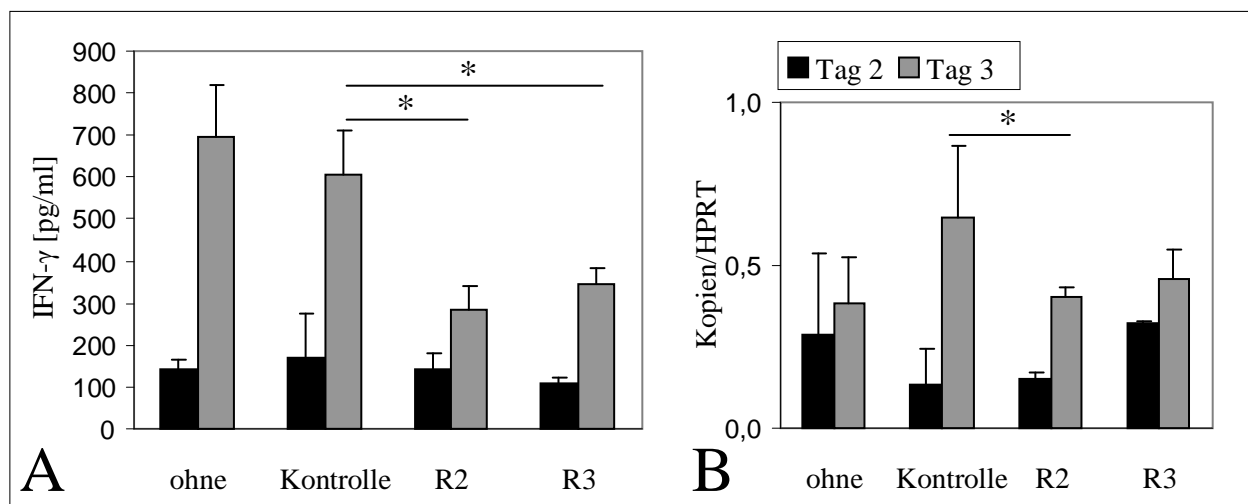 900
800
700
600
500
400
300
200
100
0
IFN-γ [pg/ml]
*
*
ohne Kontrolle R2 R3
A
Tag 2 Tag 3
1,0
0,5
0,0
Kopien/HPRT
*
ohne Kontrolle R2 R3
B